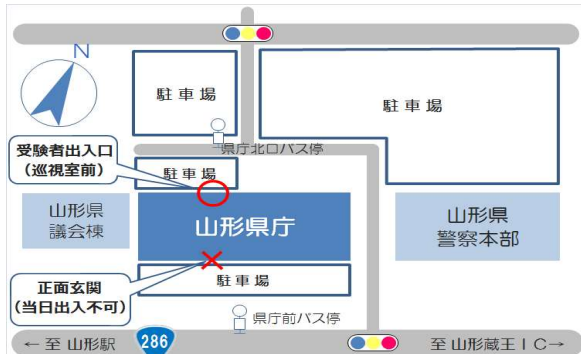 N
駐車場
駐車場
県庁北口バス停
受験者出入口
(巡視室前)
駐車場
山形県
議会棟
山形県庁
山形県
警察本部
正面玄関
(当日出入不可)
駐車場
県庁前バス停
← 至 山形駅
286
至 山形蔵王IC→